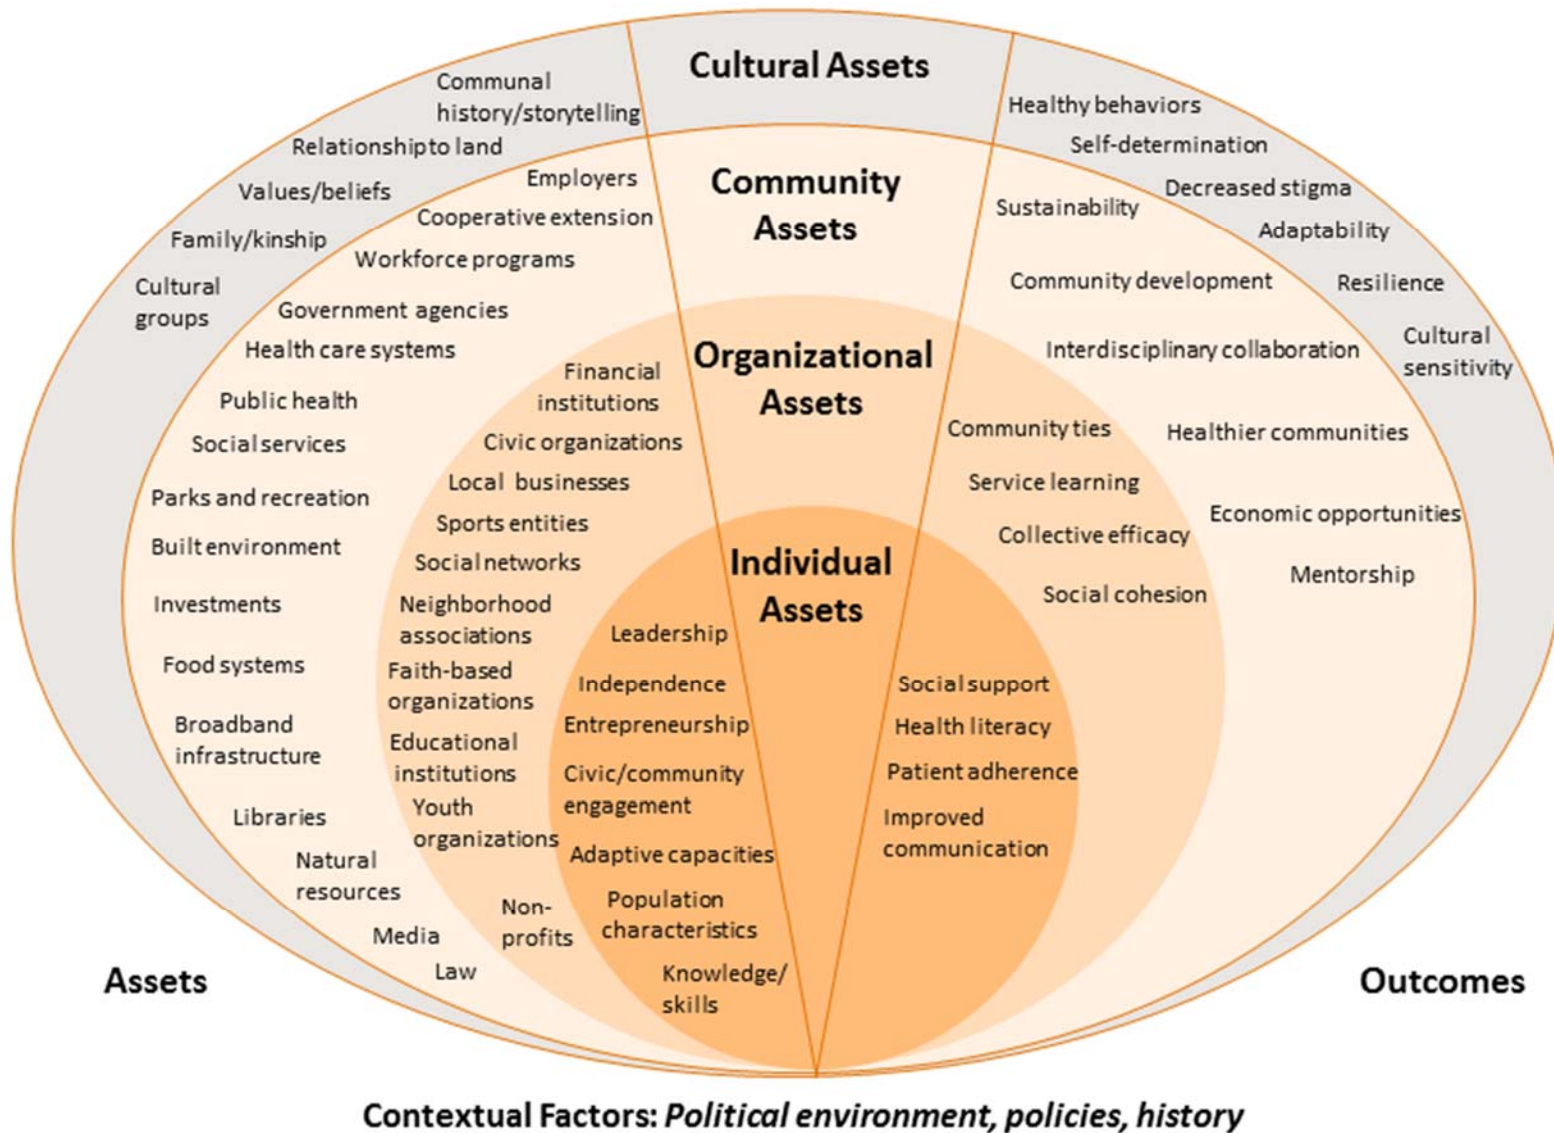 Cultural Assets
Communal
history/storytelling
Relationship to land
Values/beliefs
Family/kinship
Cultural
groups
Healthy behaviors
Self-determination
Decreased stigma
Adaptability
Resilience
Cultural
sensitivity
Community
Assets
Employers
Cooperative extension
Workforce programs
Government agencies
Health care systems
Public health
Social services
Parks and recreation
Built environment
Investments
Food systems
Broadband
infrastructure
Libraries
Natural
resources
Media
Law
Sustainability
Community development
Interdisciplinary collaboration
Healthier communities
Economic opportunities
Mentorship
Organizational
Assets
Financial
institutions
Civic organizations
Local businesses
Sports entities
Social networks
Neighborhood
associations
Faith-based
organizations
Educational
institutions
Youth
organizations
Non-
profits
Community ties
Service learning
Collective efficacy
Social cohesion
Individual
Assets
Leadership
Independence
Entrepreneurship
Civic/community
engagement
Adaptive capacities
Population
characteristics
Knowledge/
skills
Social support
Health literacy
Patient adherence
Improved
communication
Assets
Outcomes
Contextual Factors: Political environment, policies, history